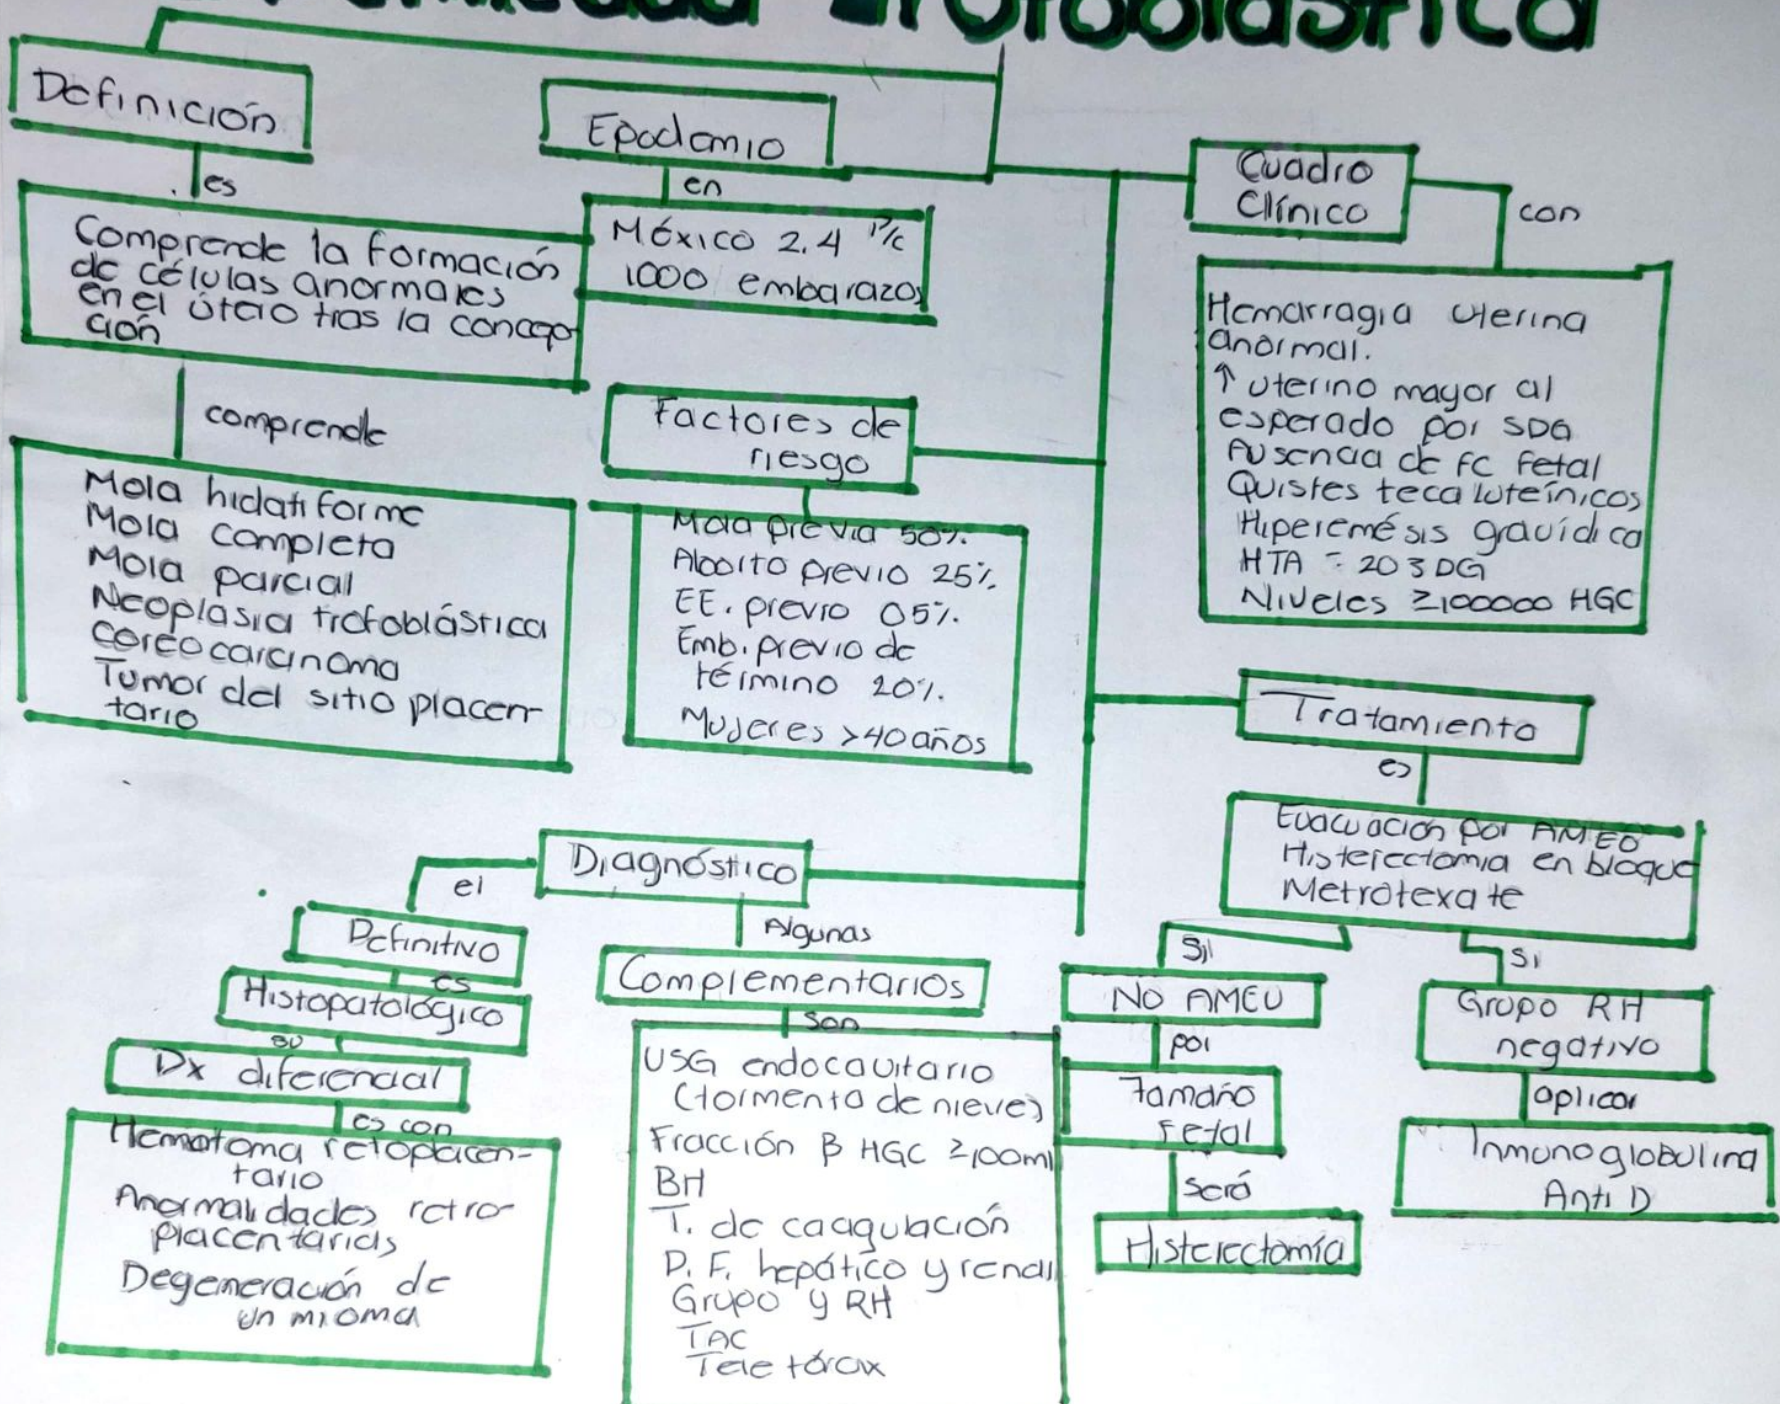 Trofoblástica
Definición
es
Comprende la formación
de células anormales
en el útero tras la concep
ción
comprende
Mola hidatiforme
Mola completa
Mola parcial
Neoplásia trofoblástica
coreocarcinoma
Tumor del sitio placen-
tario
Epodemio
en
México 2.4 p/c
1000 embarazos
Factores de
riesgo
Mola previa 50%.
Aborto previo 25%.
EE. previo 05%.
Emb. previo de
término 20%.
Mujeres >40 años
Cuadro
Clínico
con
Hemarragia uterina
anormal.
↑ uterino mayor al
esperado por SDG
Ausencia de fc fetal
Quistes teca luteínicos
Hiperemésis gravídica
HTA 20 SDG
Niveles ≥100000 HGC
Tratamiento
es
Evacuación por AMEO
Histerectomia en bloque
Metrotexate
Si
NO AMEU
por
Tamaño
Fetal
será
Histerectomía
Si
Grupo RH
negativo
aplicar
Inmunoglobulina
Anti D
Diagnóstico
el
Definitivo
es
Histopatológico
su
Dx diferencial
es con
Hematoma retoplacen-
tario
Anormalidades retro-
placentarias
Degeneración de
un mioma
Algunas
Complementarios
son
USG endocavitario
(tormenta de nieve)
Fracción β HGC ≥100ml
BH
T. de caagulación
P. F. hepático y renal
Grupo y RH
TAC
Tele tórax